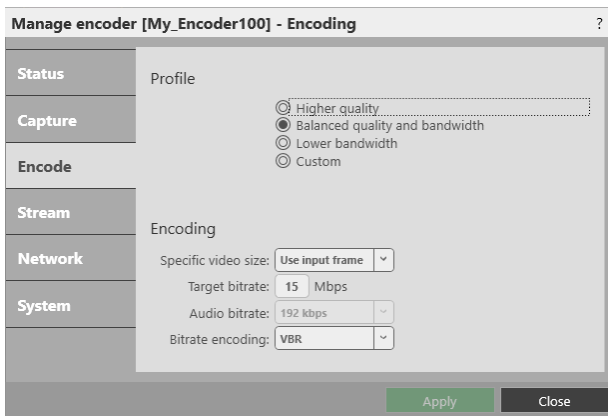 Manage encoder [My_Encoder100] - Encoding ?
Status
Capture
Encode
Stream
Network
System
Profile
Higher quality
Balanced quality and bandwidth
Lower bandwidth
Custom
Encoding
Specific video size: Use input frame
Target bitrate: 15 Mbps
Audio bitrate: 192 kbps
Bitrate encoding: VBR
Apply Close